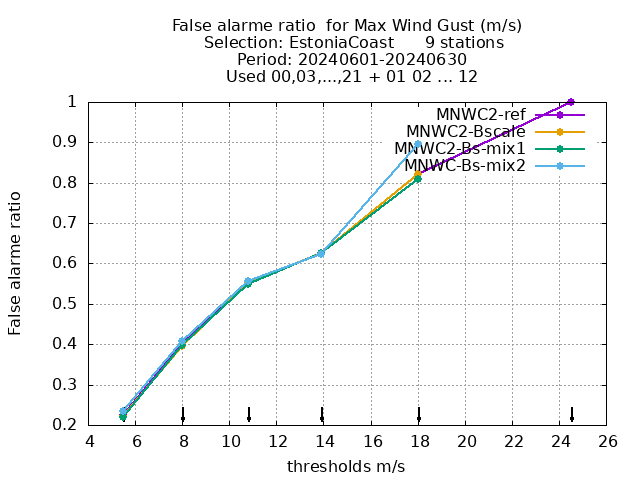 False alarme ratio  for Max Wind Gust (m/s)
Selection: EstoniaCoast      9 stations
Period: 20240601-20240630
Used 00,03,...,21 + 01 02 ... 12
1
0.9
0.8
0.7
0.6
0.5
0.4
0.3
0.2
False alarme ratio
MNWC2-ref
MNWC2-Bscale
MNWC2-Bs-mix1
MNWC-Bs-mix2
4 6 8 10 12 14 16 18 20 22 24 26
thresholds m/s